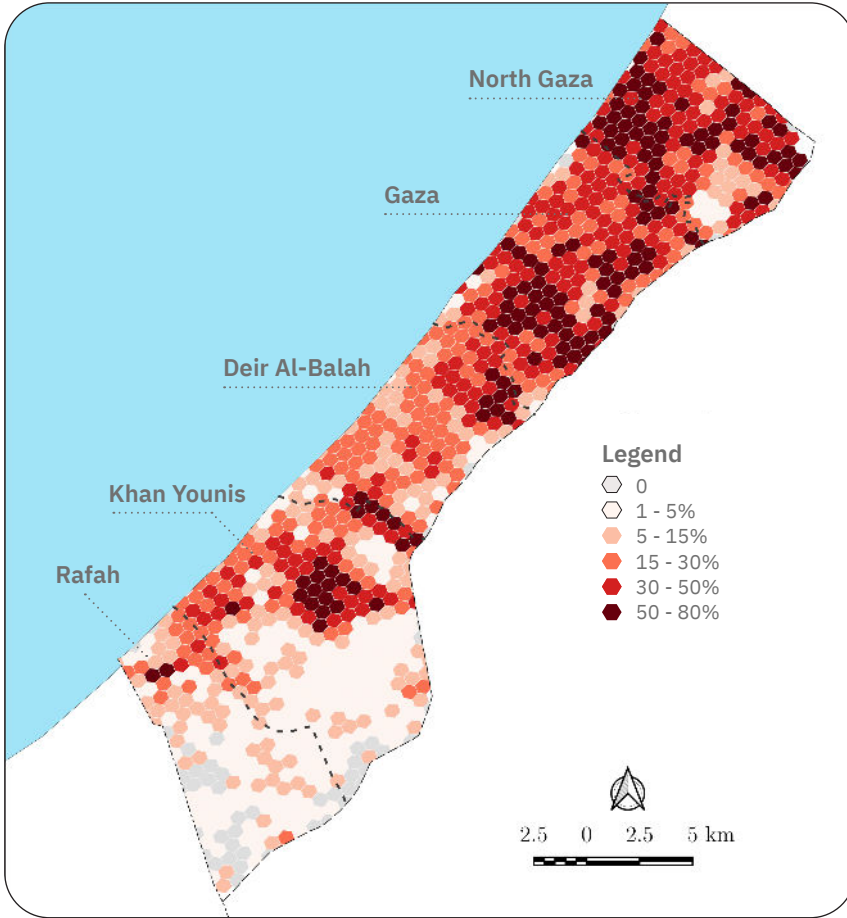 North Gaza
Gaza
Deir Al-Balah
Khan Younis
Rafah
Legend
0
1 - 5%
5 - 15%
15 - 30%
30 - 50%
50 - 80%
2.5 0 2.5 5 km